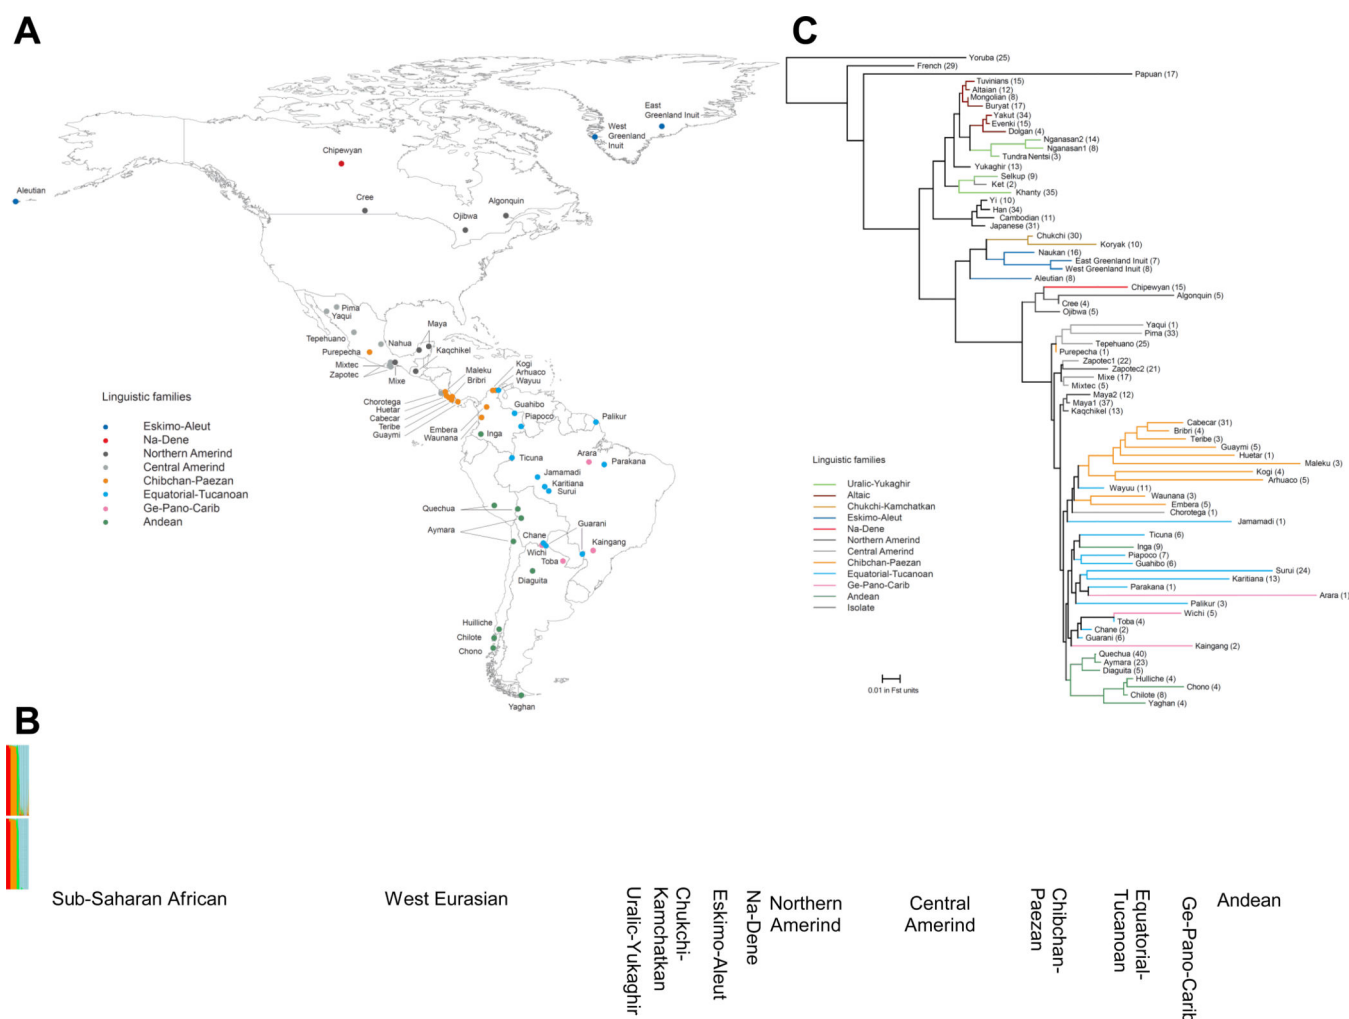 A
East
Greenland Inuit
West
Greenland
Inuit
Chipewyan
Aleutian
Cree
Algonquin
Ojibwa
Pima
Yaqui
Maya
Tepehuano
Nahua
Purepecha
Kaqchikel
Mixtec
Zapotec
Mixe
Maleku
Bribri
Kogi
Arhuaco
Wayuu
Chorotega
Huetar
Cabecar
Teribe
Guaymi
Guahibo
Piapoco
Palikur
Embera
Waunana
Inga
Arara
Parakana
Ticuna
Jamamadi
Karitiana
Surui
Quechua
Aymara
Guarani
Chane
Wichi
Kaingang
Toba
Diaguita
Huilliche
Chilote
Chono
Yaghan
Linguistic families
Eskimo-Aleut
Na-Dene
Northern Amerind
Central Amerind
Chibchan-Paezan
Equatorial-Tucanoan
Ge-Pano-Carib
Andean
C
Yoruba (25)
French (29)
Papuan (17)
Tuvinians (15)
Altaian (12)
Mongolian (8)
Buryat (17)
Yakut (34)
Evenki (15)
Dolgan (4)
Nganasan2 (14)
Nganasan1 (8)
Tundra Nentsi (3)
Yukaghir (13)
Selkup (9)
Ket (2)
Khanty (35)
Yi (10)
Han (34)
Cambodian (11)
Japanese (31)
Chukchi (30)
Koryak (10)
Naukan (16)
East Greenland Inuit (7)
West Greenland Inuit (8)
Aleutian (8)
Chipewyan (15)
Algonquin (5)
Cree (4)
Ojibwa (5)
Yaqui (1)
Pima (33)
Tepehuano (25)
Purepecha (1)
Zapotec1 (22)
Zapotec2 (21)
Mixe (17)
Mixtec (5)
Maya2 (12)
Maya1 (37)
Kaqchikel (13)
Cabecar (31)
Bribri (4)
Teribe (3)
Guaymi (5)
Huetar (1)
Maleku (3)
Kogi (4)
Arhuaco (5)
Wayuu (11)
Waunana (3)
Embera (5)
Chorotega (1)
Jamamadi (1)
Ticuna (6)
Inga (9)
Piapoco (7)
Guahibo (6)
Surui (24)
Karitiana (13)
Parakana (1)
Arara (1)
Palikur (3)
Wichi (5)
Toba (4)
Chane (2)
Guarani (6)
Kaingang (2)
Quechua (40)
Aymara (23)
Diaguita (5)
Hulliche (4)
Chono (4)
Chilote (8)
Yaghan (4)
Linguistic families
Uralic-Yukaghir
Altaic
Chukchi-Kamchatkan
Eskimo-Aleut
Na-Dene
Northern Amerind
Central Amerind
Chibchan-Paezan
Equatorial-Tucanoan
Ge-Pano-Carib
Andean
Isolate
0.01 in Fst units
B
Sub-Saharan African
West Eurasian
Uralic-Yukaghir
Chukchi-
Kamchatkan
Eskimo-Aleut
Na-Dene
Northern
Amerind
Central
Amerind
Chibchan-
Paezan
Equatorial-
Tucanoan
Ge-Pano-Carib
Andean